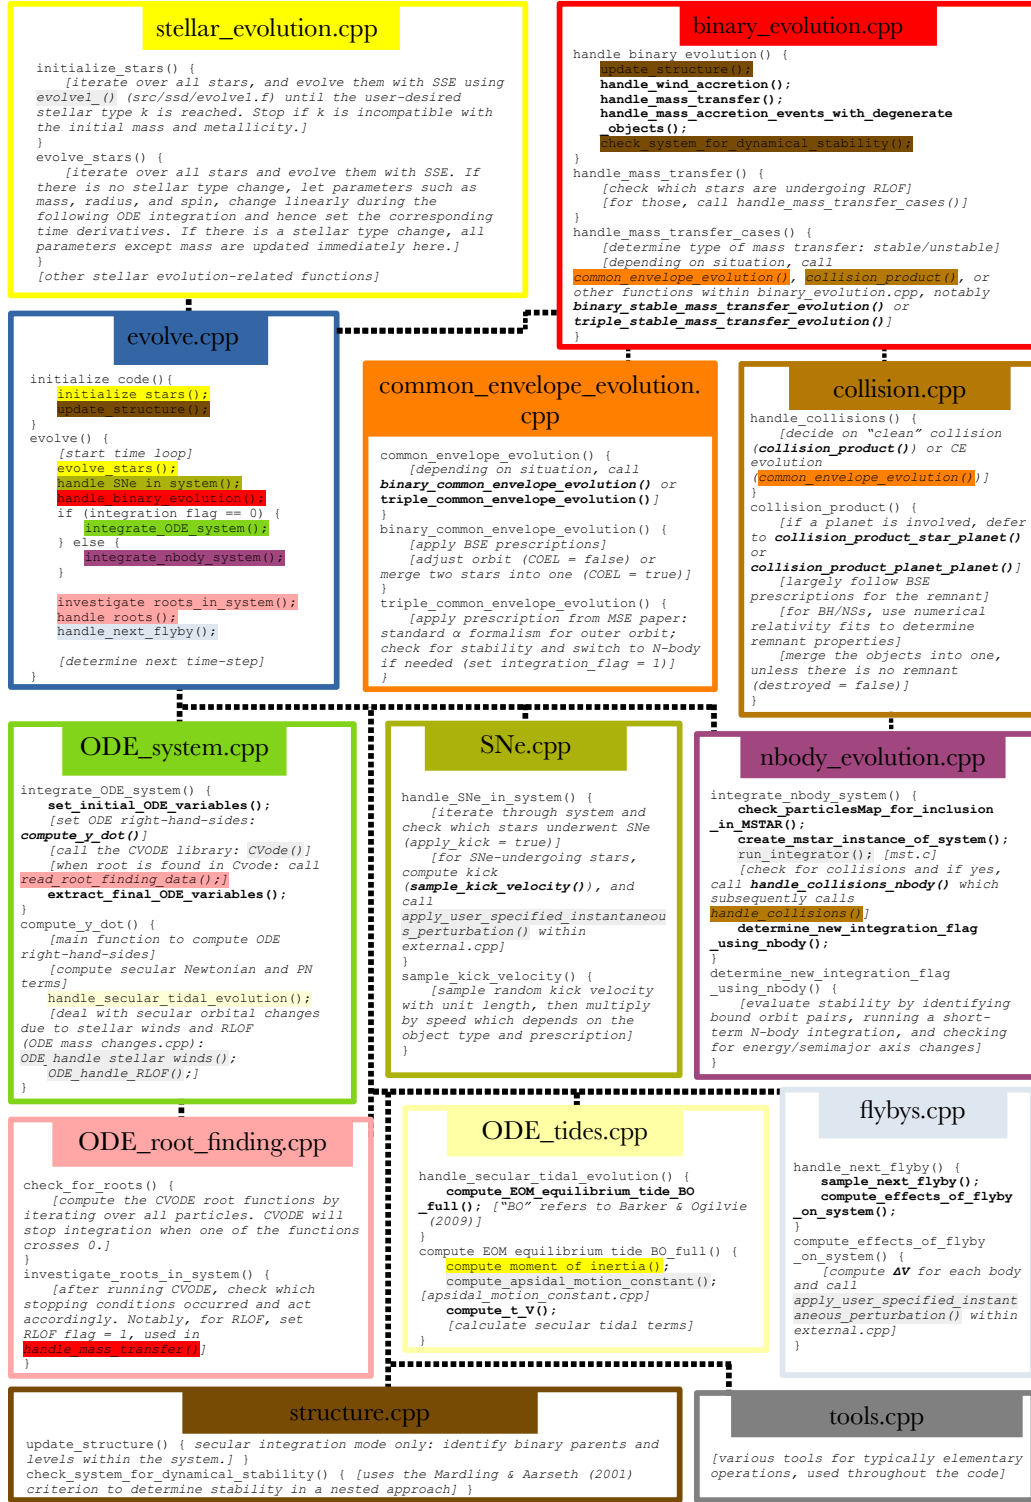 stellar_evolution.cpp
initialize_stars() {
[iterate over all stars, and evolve them with SSE using
evolve1_() (src/ssd/evolve1.f) until the user-desired
stellar type k is reached. Stop if k is incompatible with
the initial mass and metallicity.]
}
evolve_stars() {
[iterate over all stars and evolve them with SSE. If
there is no stellar type change, let parameters such as
mass, radius, and spin, change linearly during the
following ODE integration and hence set the corresponding
time derivatives. If there is a stellar type change, all
parameters except mass are updated immediately here.]
}
[other stellar evolution-related functions]
binary_evolution.cpp
handle_binary_evolution() {
update_structure();
handle_wind_accretion();
handle_mass_transfer();
handle_mass_accretion_events_with_degenerate
_objects();
check_system_for_dynamical_stability();
}
handle_mass_transfer() {
[check which stars are undergoing RLOF]
[for those, call handle_mass_transfer_cases()]
}
handle_mass_transfer_cases() {
[determine type of mass transfer: stable/unstable]
[depending on situation, call
common_envelope_evolution(), collision_product(), or
other functions within binary_evolution.cpp, notably
binary_stable_mass_transfer_evolution() or
triple_stable_mass_transfer_evolution()]
}
evolve.cpp
initialize_code(){
initialize_stars();
update_structure();
}
evolve() {
[start time loop]
evolve_stars();
handle_SNe_in_system();
handle_binary_evolution();
if (integration_flag == 0) {
integrate_ODE_system();
} else {
integrate_nbody_system();
}
investigate_roots_in_system();
handle_roots();
handle_next_flyby();
[determine next time-step]
}
common_envelope_evolution.
cpp
common_envelope_evolution() {
[depending on situation, call
binary_common_envelope_evolution() or
triple_common_envelope_evolution()]
}
binary_common_envelope_evolution() {
[apply BSE prescriptions]
[adjust orbit (COEL = false) or
merge two stars into one (COEL = true)]
}
triple_common_envelope_evolution() {
[apply prescription from MSE paper:
standard α formalism for outer orbit;
check for stability and switch to N-body
if needed (set integration_flag = 1)]
}
collision.cpp
handle_collisions() {
[decide on "clean" collision
(collision_product()) or CE
evolution
(common_envelope_evolution())]
}
collision_product() {
[if a planet is involved, defer
to collision_product_star_planet()
or
collision_product_planet_planet()]
[largely follow BSE
prescriptions for the remnant]
[for BH/NSs, use numerical
relativity fits to determine
remnant properties]
[merge the objects into one,
unless there is no remnant
(destroyed = false)]
}
ODE_system.cpp
integrate_ODE_system() {
set_initial_ODE_variables();
[set ODE right-hand-sides:
compute_y_dot()]
[call the CVODE library: CVode()]
[when root is found in Cvode: call
read_root_finding_data();]
extract_final_ODE_variables();
}
compute_y_dot() {
[main function to compute ODE
right-hand-sides]
[compute secular Newtonian and PN
terms]
handle_secular_tidal_evolution();
[deal with secular orbital changes
due to stellar winds and RLOF
(ODE_mass_changes.cpp):
ODE_handle_stellar_winds();
ODE_handle_RLOF();]
}
SNe.cpp
handle_SNe_in_system() {
[iterate through system and
check which stars underwent SNe
(apply_kick = true)]
[for SNe-undergoing stars,
compute kick
(sample_kick_velocity()), and
call
apply_user_specified_instantaneou
s_perturbation() within
external.cpp]
}
sample_kick_velocity() {
[sample random kick velocity
with unit length, then multiply
by speed which depends on the
object type and prescription]
}
nbody_evolution.cpp
integrate_nbody_system() {
check_particlesMap_for_inclusion
_in_MSTAR();
create_mstar_instance_of_system();
run_integrator(); [mst.c]
[check for collisions and if yes,
call handle_collisions_nbody() which
subsequently calls
handle_collisions()]
determine_new_integration_flag
_using_nbody();
}
determine_new_integration_flag
_using_nbody() {
[evaluate stability by identifying
bound orbit pairs, running a short-
term N-body integration, and checking
for energy/semimajor axis changes]
}
ODE_root_finding.cpp
check_for_roots() {
[compute the CVODE root functions by
iterating over all particles. CVODE will
stop integration when one of the functions
crosses 0.]
}
investigate_roots_in_system() {
[after running CVODE, check which
stopping conditions occurred and act
accordingly. Notably, for RLOF, set
RLOF_flag = 1, used in
handle_mass_transfer()]
}
ODE_tides.cpp
handle_secular_tidal_evolution() {
compute_EOM_equilibrium_tide_BO
_full(); ["BO" refers to Barker & Ogilvie
(2009)]
}
compute_EOM_equilibrium_tide_BO_full() {
compute_moment_of_inertia();
compute_apsidal_motion_constant();
[apsidal_motion_constant.cpp]
compute_t_V();
[calculate secular tidal terms]
}
flybys.cpp
handle_next_flyby() {
sample_next_flyby();
compute_effects_of_flyby
_on_system();
}
compute_effects_of_flyby
_on_system() {
[compute ΔV for each body
and call
apply_user_specified_instant
aneous_perturbation() within
external.cpp]
}
structure.cpp
update_structure() { secular integration mode only: identify binary parents and
levels within the system.] }
check_system_for_dynamical_stability() { [uses the Mardling & Aarseth (2001)
criterion to determine stability in a nested approach] }
tools.cpp
[various tools for typically elementary
operations, used throughout the code]